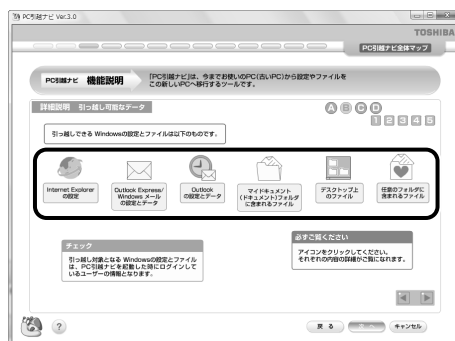 PC引越ナビ Ver.3.0
TOSHIBA
PC引越ナビ全体マップ
PC引越ナビ 機能説明
「PC引越ナビ」は、今までお使いのPC(古いPC)から設定やファイルを
この新しいPCへ移行するツールです。
詳細説明 引っ越し可能なデータ
A B C D
1 2 3 4 5
引っ越しできる Windowsの設定とファイルは以下のものです。
Internet Explorer
の設定
Outlook Express/
Windows メール
の設定とデータ
Outlook
の設定とデータ
マイドキュメント
(ドキュメント)フォルダ
に含まれるファイル
デスクトップ上
のファイル
任意のフォルダに
含まれるファイル
チェック
引っ越し対象となる Windowsの設定とファイル
は、PC引越ナビを起動した時にログインして
いるユーザーの情報となります。
必ずご覧ください
アイコンをクリックしてください。
それぞれの内容の詳細がご覧になれます。
?
戻る
次へ
キャンセル